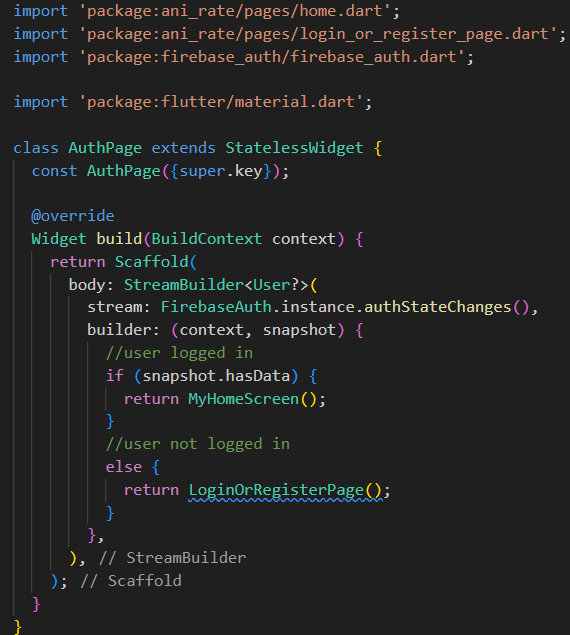 import 'package:ani_rate/pages/home.dart';
import 'package:ani_rate/pages/login_or_register_page.dart';
import 'package:firebase_auth/firebase_auth.dart';

import 'package:flutter/material.dart';

class AuthPage extends StatelessWidget {
  const AuthPage({super.key});

  @override
  Widget build(BuildContext context) {
    return Scaffold(
      body: StreamBuilder<User?>(
        stream: FirebaseAuth.instance.authStateChanges(),
        builder: (context, snapshot) {
          //user logged in
          if (snapshot.hasData) {
            return MyHomeScreen();
          }
          //user not logged in
          else {
            return LoginOrRegisterPage();
          }
        },
      ), // StreamBuilder
    ); // Scaffold
  }
}